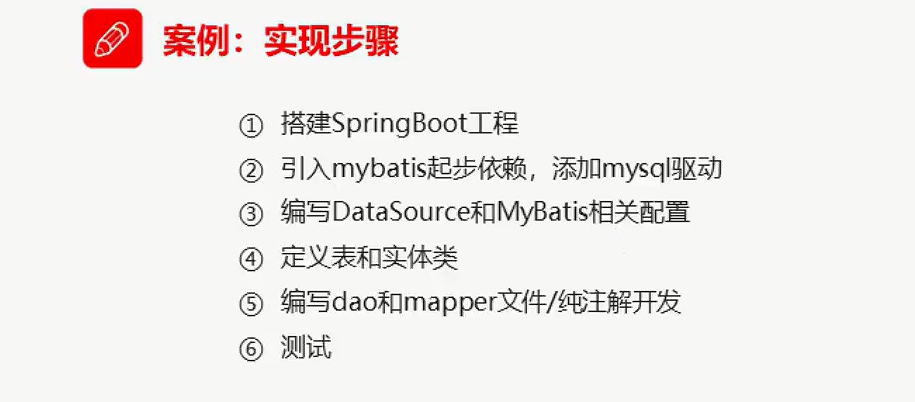 案例：实现步骤
① 搭建SpringBoot工程
② 引入mybatis起步依赖，添加mysql驱动
③ 编写DataSource和MyBatis相关配置
④ 定义表和实体类
⑤ 编写dao和mapper文件/纯注解开发
⑥ 测试